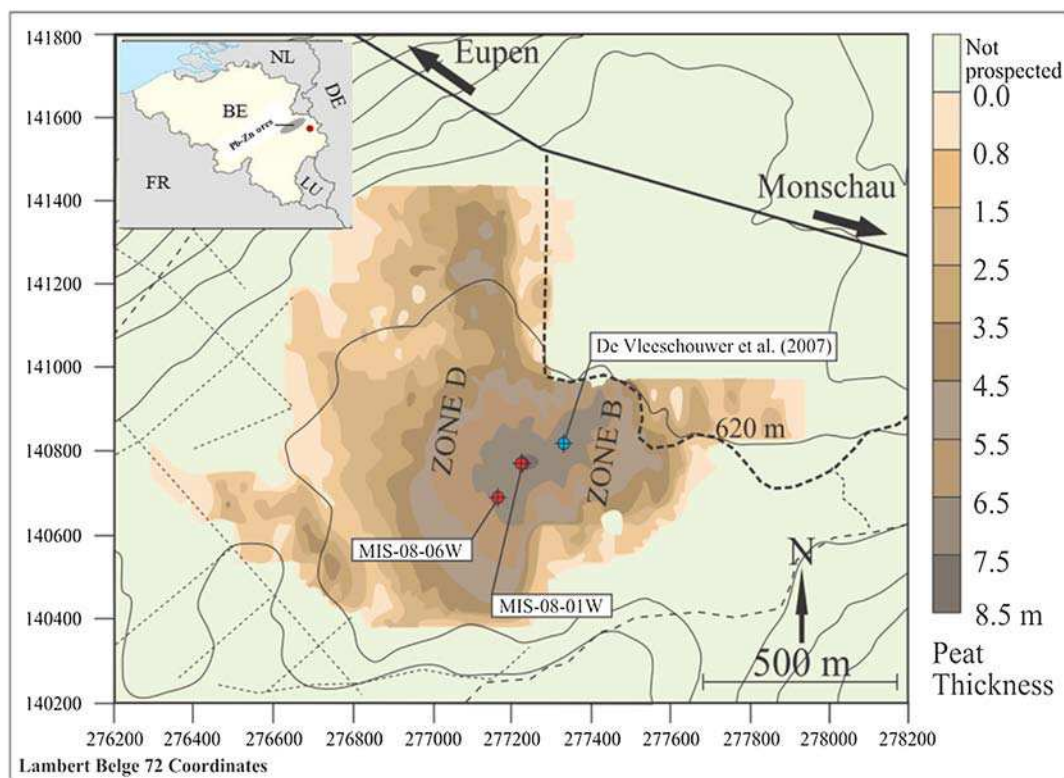 141800
141600
141400
141200
141000
140800
140600
140400
140200
276200 276400 276600 276800 277000 277200 277400 277600 277800 278000 278200
Lambert Belge 72 Coordinates
NL
DE
BE
Pb-Zn ores
FR
LU
Eupen
Monschau
De Vleeschouwer et al. (2007)
ZONE D
ZONE B
620 m
MIS-08-06W
MIS-08-01W
N
500 m
Not
prospected
0.0
0.8
1.5
2.5
3.5
4.5
5.5
6.5
7.5
8.5 m
Peat
Thickness